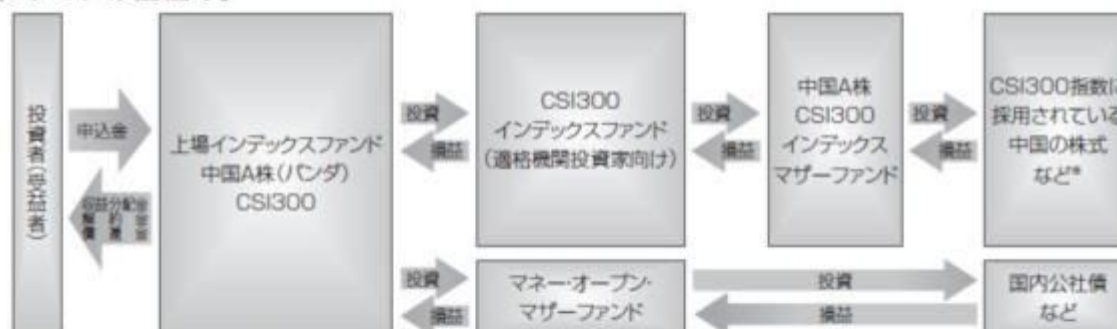 投資者(受益者)
申込金
収益分配金
解約金
償還金
上場インデックスファンド
中国A株(パンダ)
CSI300
投資
損益
CSI300
インデックスファンド
(適格機関投資家向け)
投資
損益
中国A株
CSI300
インデックス
マザーファンド
投資
損益
CSI300指数に
採用されている
中国の株式
など※
投資
損益
マネー・オープン・
マザーファンド
投資
損益
国内公社債
など